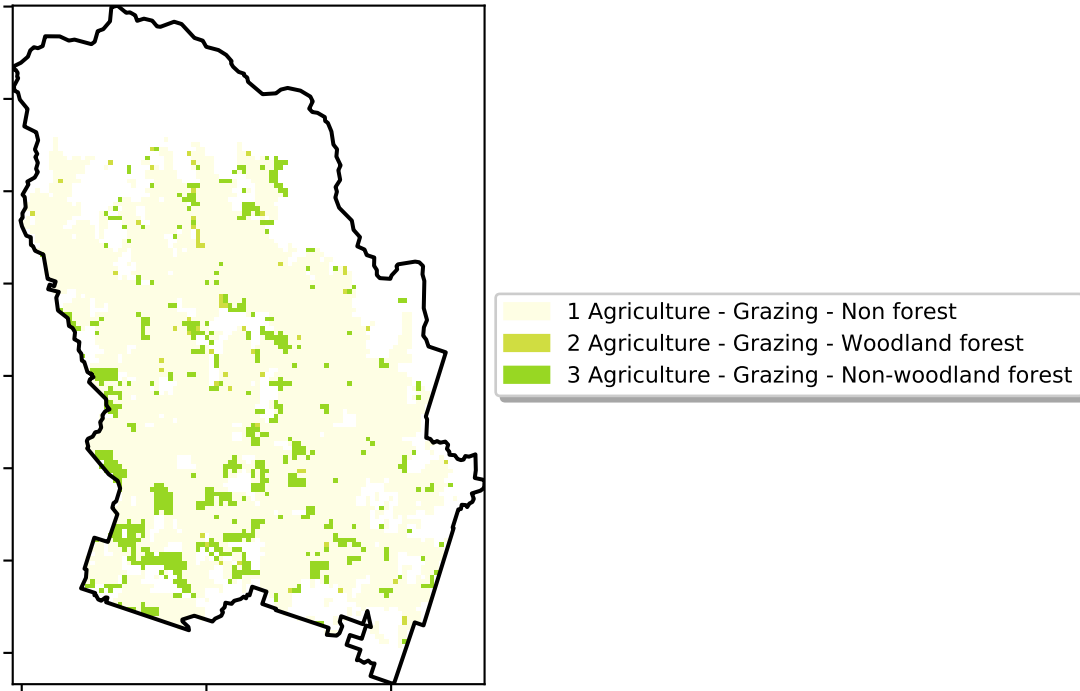 1 Agriculture - Grazing - Non forest
2 Agriculture - Grazing - Woodland forest
3 Agriculture - Grazing - Non-woodland forest